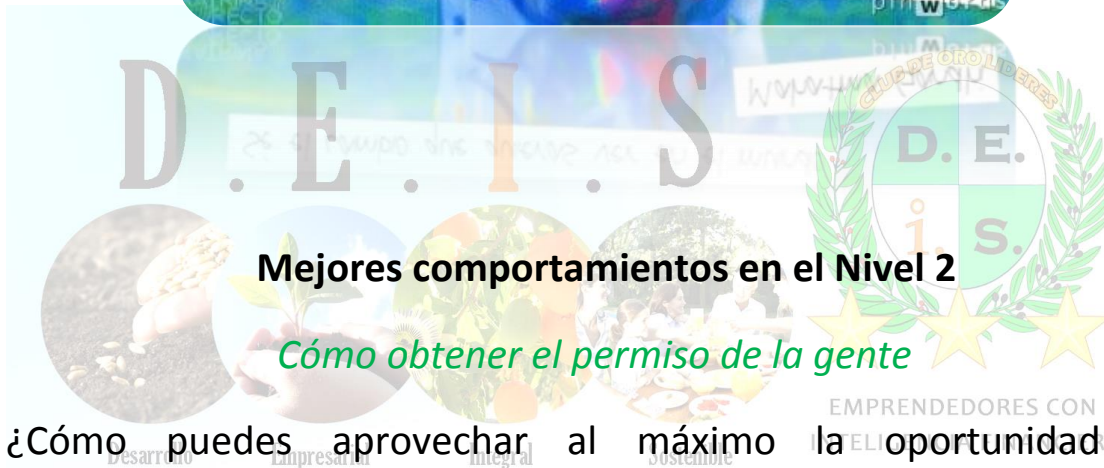 D . E . I . S
CLUB DE ORO LIDERES
D. E.
i. S.
Mejores comportamientos en el Nivel 2
Cómo obtener el permiso de la gente
EMPRENDEDORES CON
¿Cómo puedes aprovechar al máximo la oportunidad
Desarrollo Empresarial Integral Sostenible